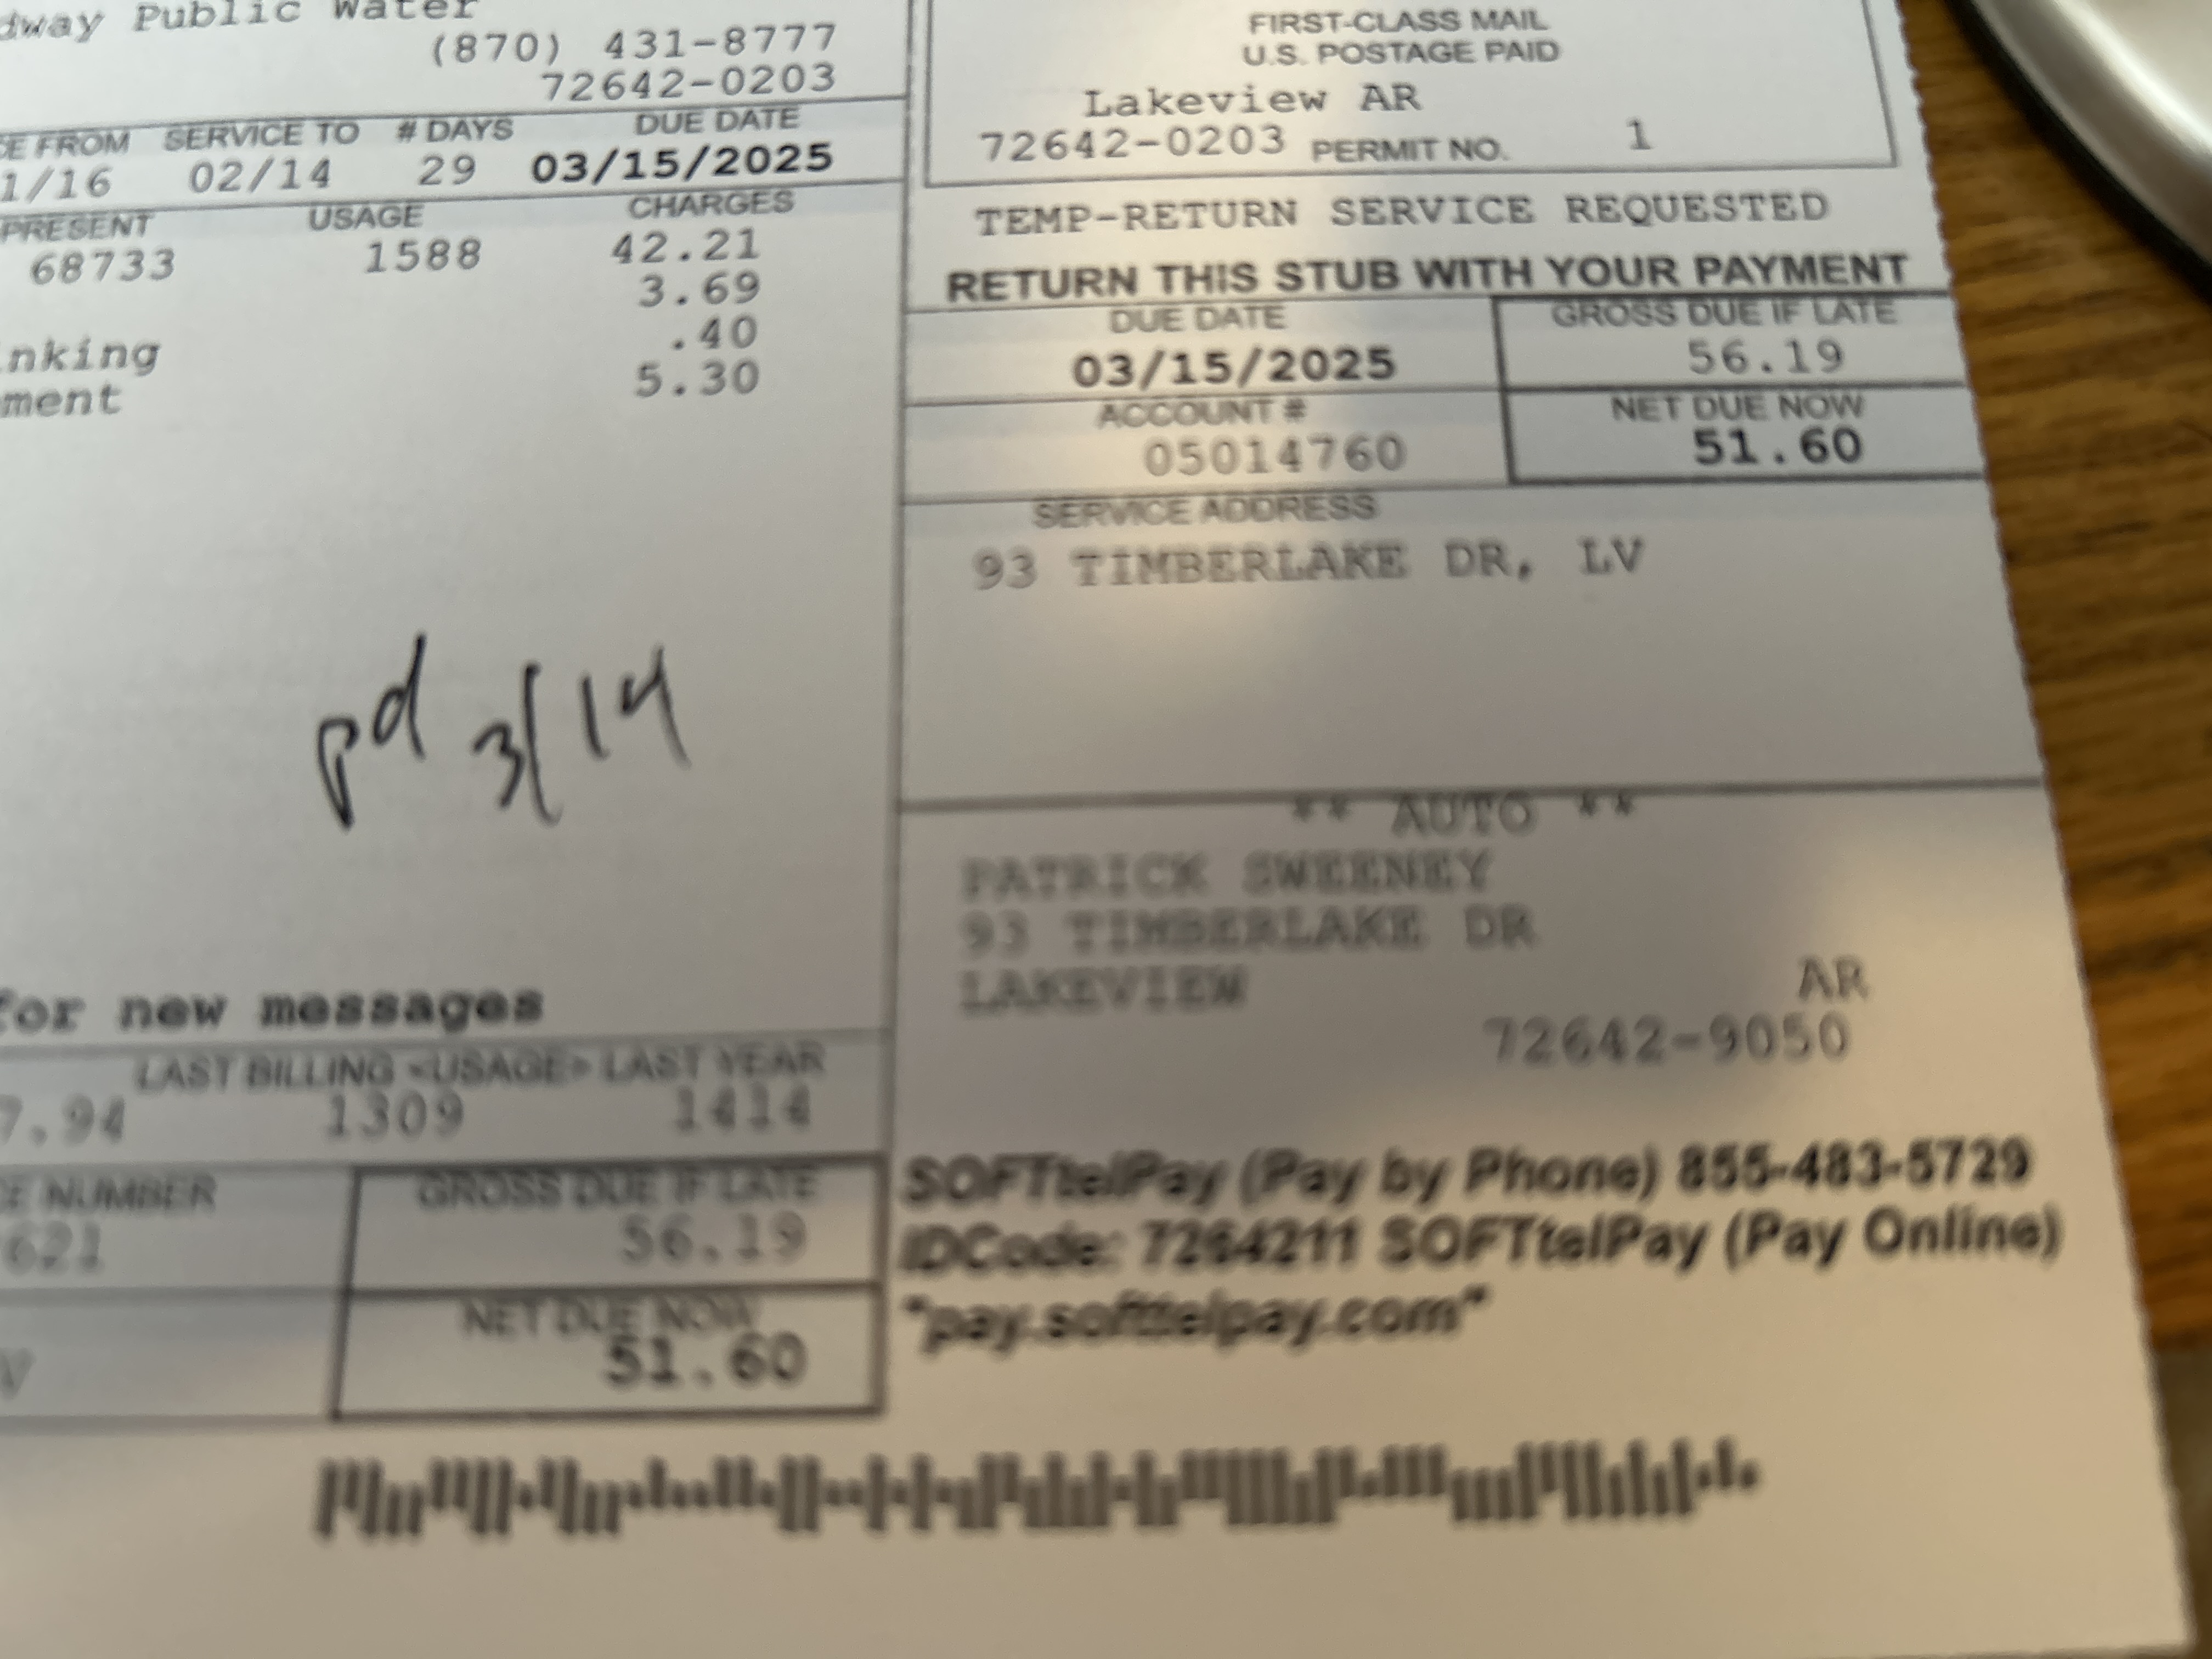 Public Water
(870) 431-8777
72642-0203
SERVICE TO # DAYS DUE DATE
1/16 02/14 29 03/15/2025
PRESENT USAGE CHARGES
68733 1588 42.21
3.69
.40
5.30
pd 3/14
for new messages
LAST BILLING <USAGE> LAST YEAR
7.94 1309 1414
NUMBER GROSS DUE IF LATE
621 56.19
NET DUE NOW
51.60
FIRST-CLASS MAIL
U.S. POSTAGE PAID
Lakeview AR
72642-0203 PERMIT NO. 1
TEMP-RETURN SERVICE REQUESTED
RETURN THIS STUB WITH YOUR PAYMENT
DUE DATE GROSS DUE IF LATE
03/15/2025 56.19
ACCOUNT # NET DUE NOW
05014760 51.60
SERVICE ADDRESS
93 TIMBERLAKE DR, LV
** AUTO **
PATRICK SWEENEY
93 TIMBERLAKE DR
LAKEVIEW AR
72642-9050
SOFTtelPay (Pay by Phone) 855-483-5729
IDCode: 7264211 SOFTtelPay (Pay Online)
"pay.softtelpay.com"